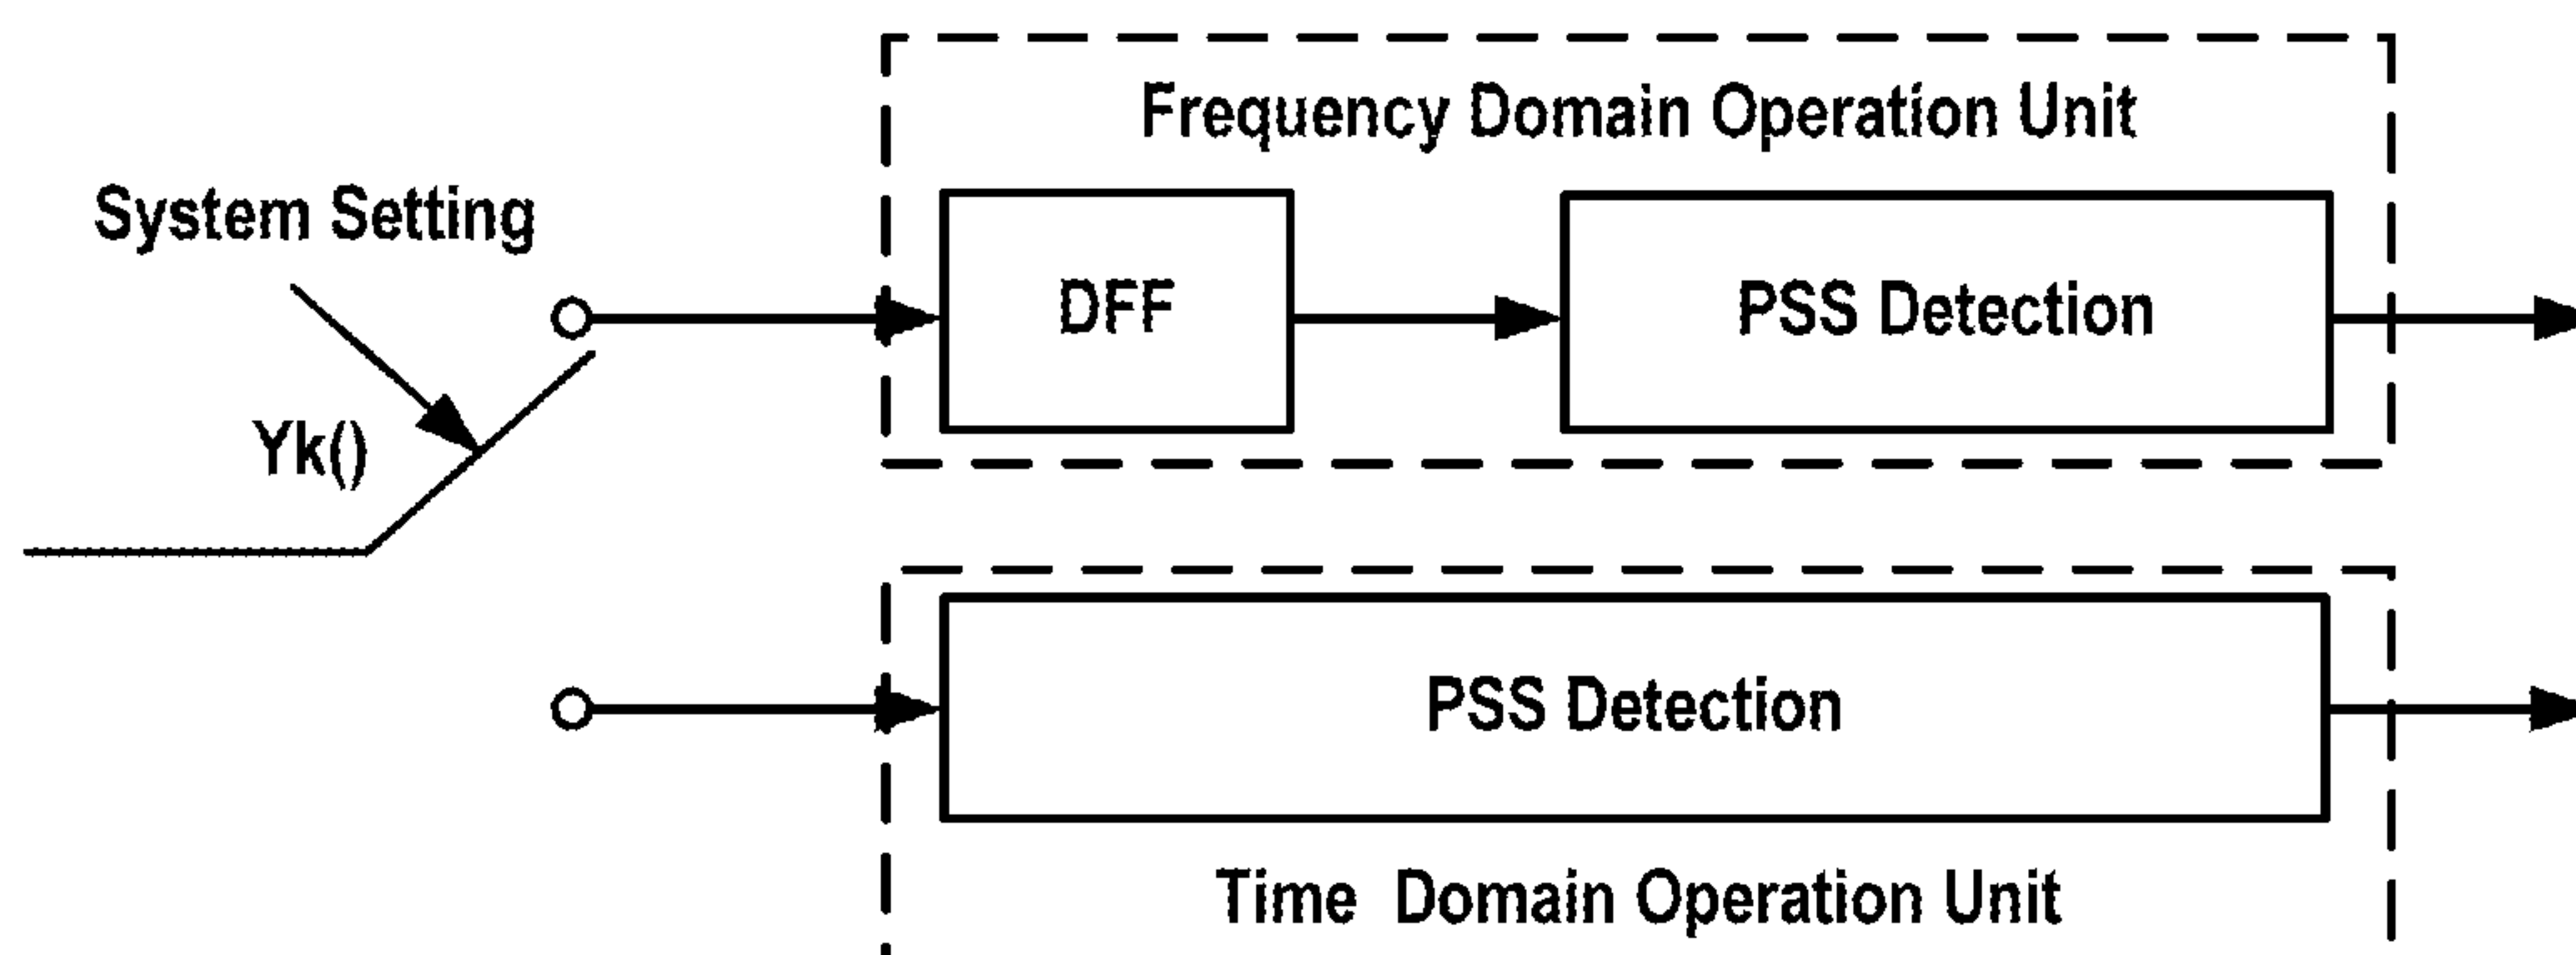 Frequency Domain Operation Unit
System Setting
DFF
PSS Detection
Yk()
PSS Detection
Time Domain Operation Unit